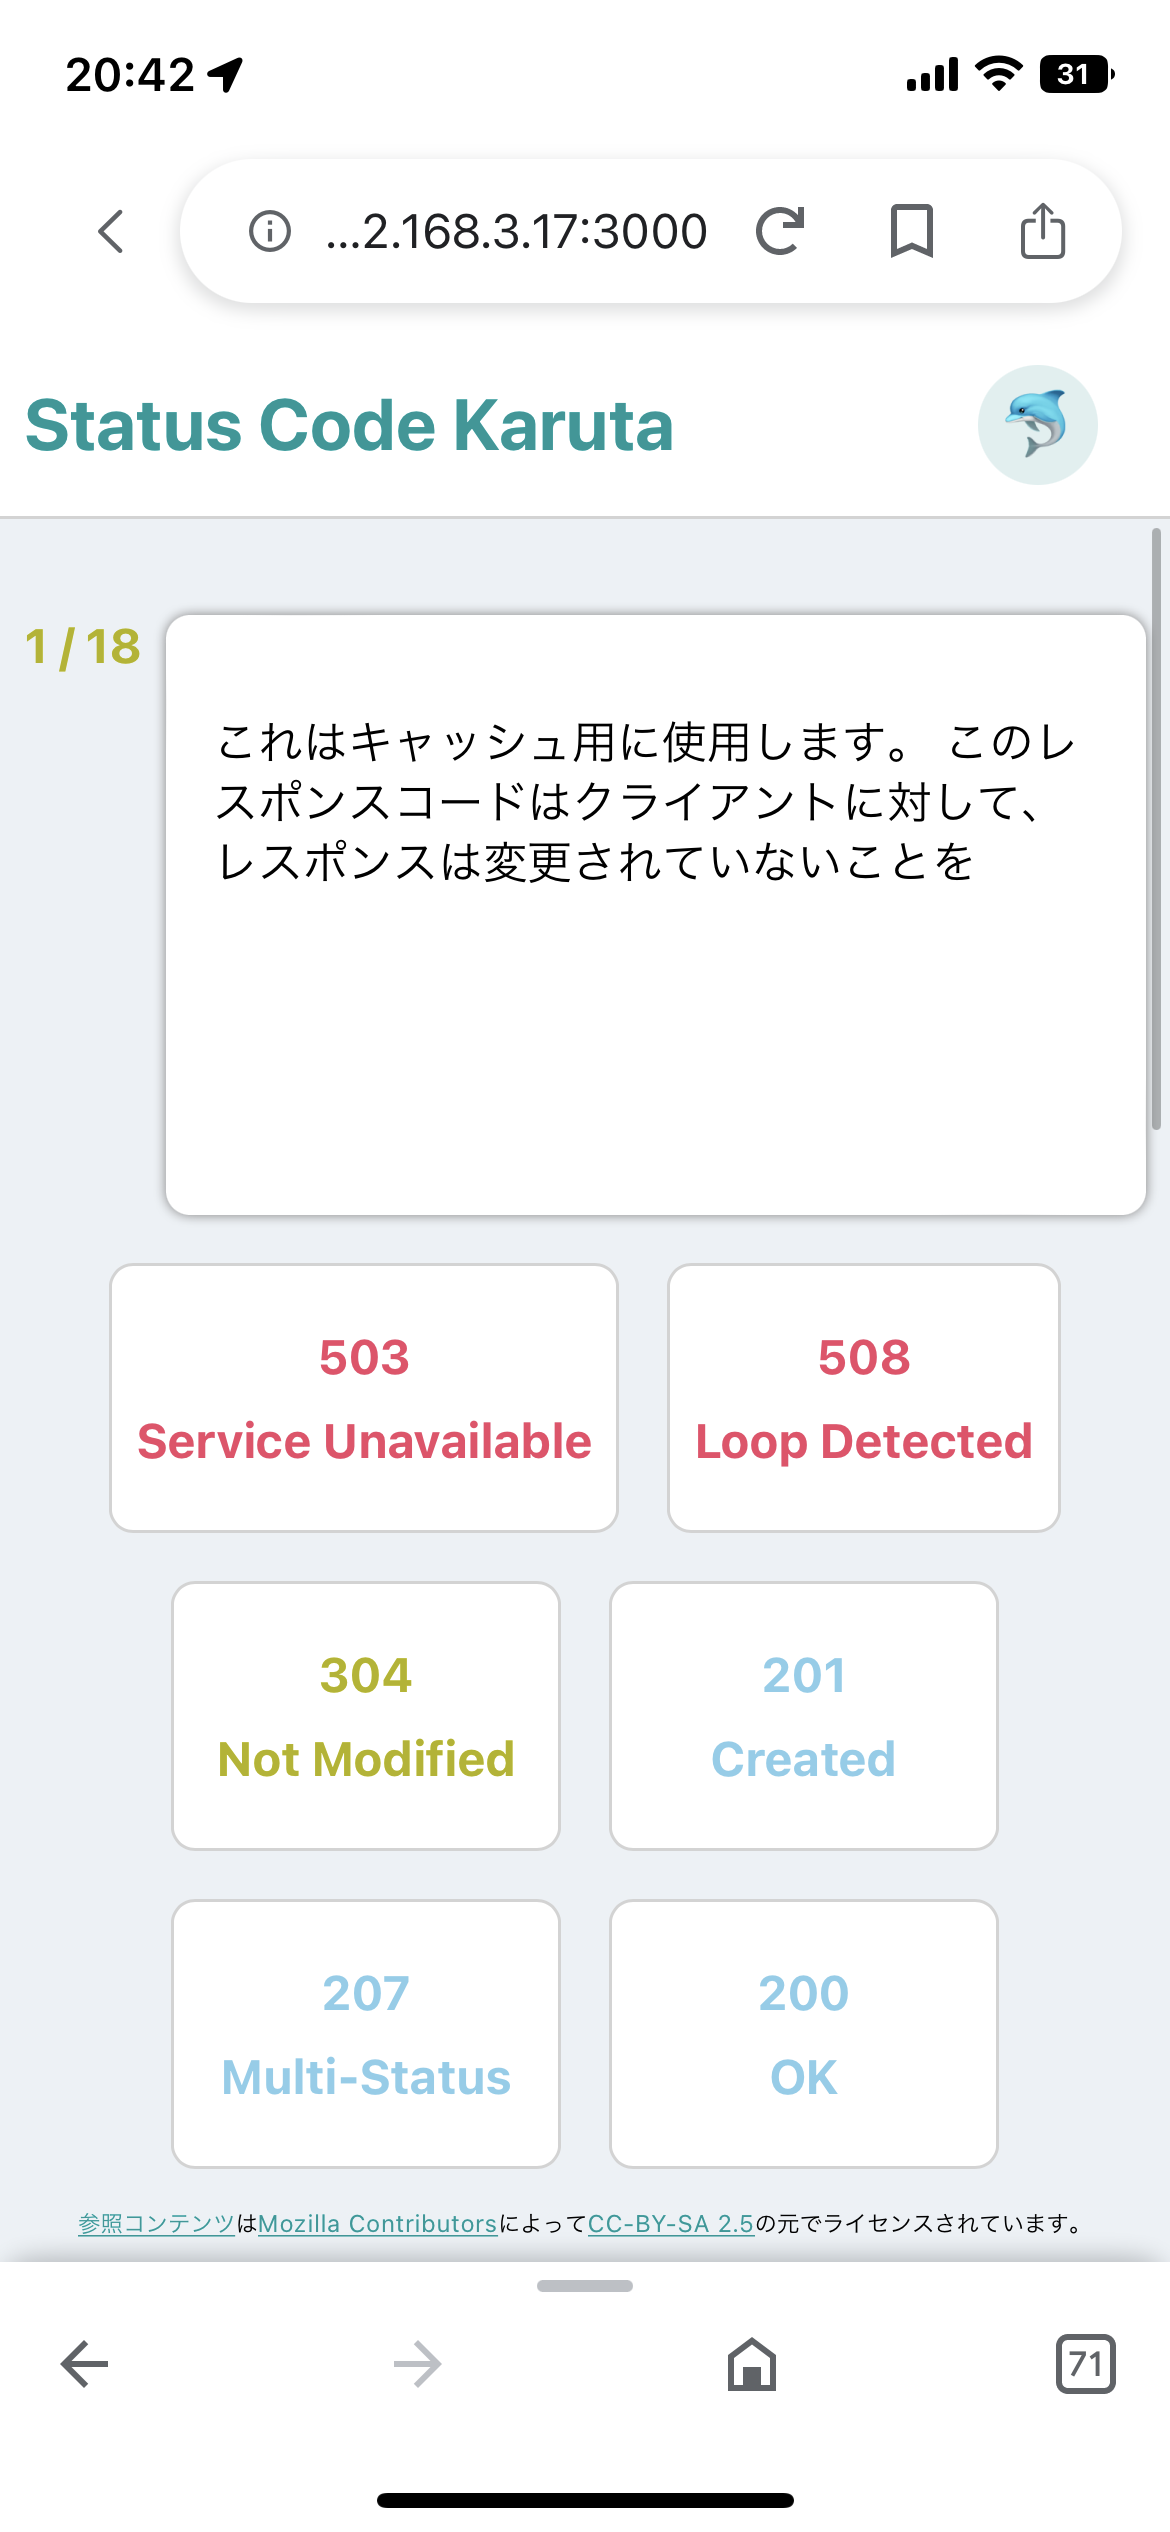 20:42
31
...2.168.3.17:3000
Status Code Karuta
1 / 18
これはキャッシュ用に使用します。 このレ
スポンスコードはクライアントに対して、
レスポンスは変更されていないことを
503
Service Unavailable
508
Loop Detected
304
Not Modified
201
Created
207
Multi-Status
200
OK
参照コンテンツはMozilla ContributorsによってCC-BY-SA 2.5の元でライセンスされています。
71